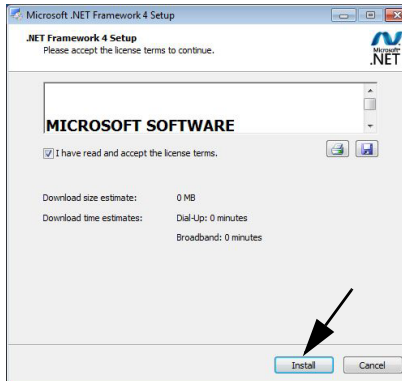 Microsoft .NET Framework 4 Setup
.NET Framework 4 Setup
Please accept the license terms to continue.
Microsoft
.NET
MICROSOFT SOFTWARE
I have read and accept the license terms.
Download size estimate: 0 MB
Download time estimates: Dial-Up: 0 minutes
Broadband: 0 minutes
Install Cancel